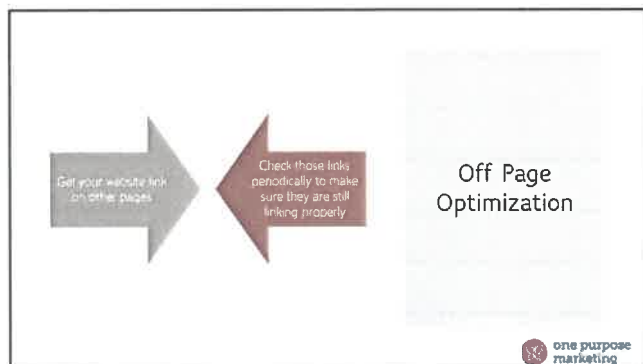 Get your website link
on other pages
Check those links
periodically to make
sure they are still
linking properly
Off Page
Optimization
one purpose
marketing